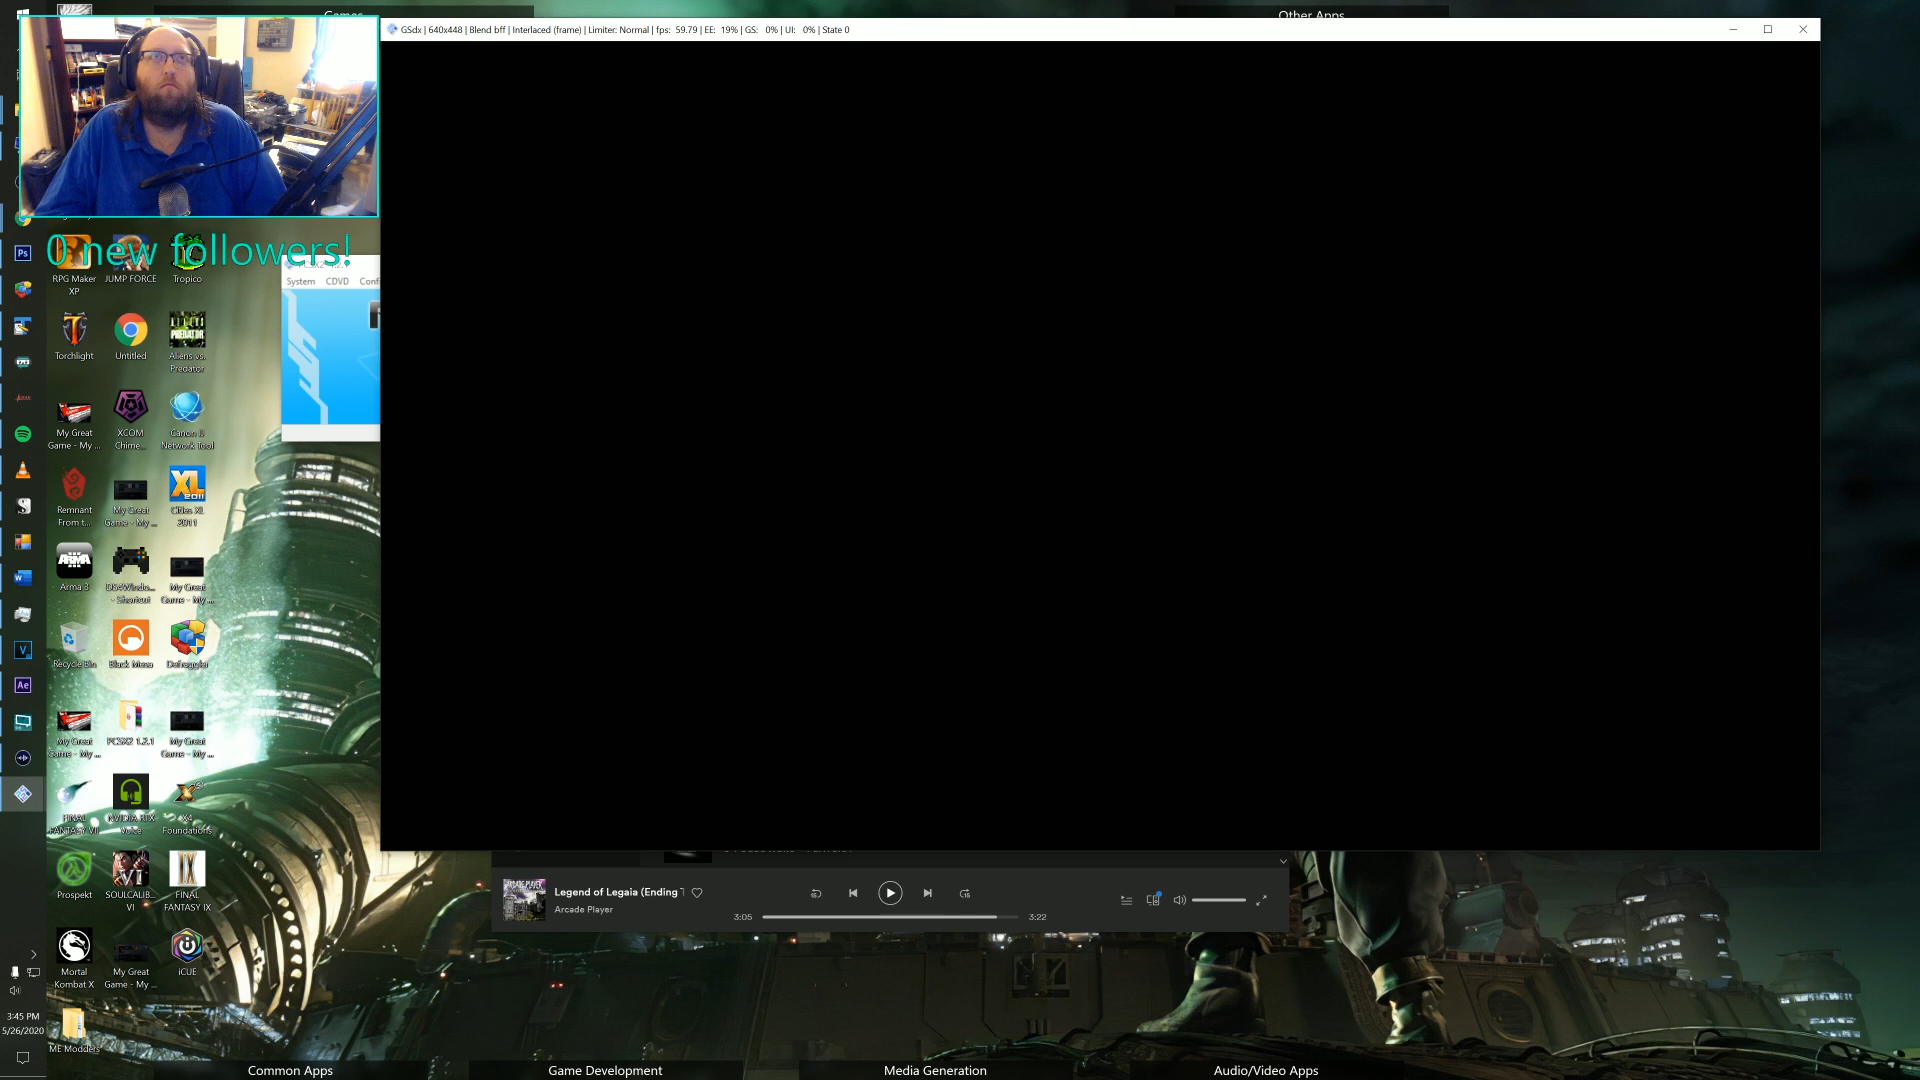 Games
Other Apps
GSdx | 640x448 | Blend bff | Interlaced (frame) | Limiter: Normal | fps: 59.79 | EE: 19% | GS: 0% | UI: 0% | State 0
0 new followers!
System CDVD Conf
RPG Maker XP
JUMP FORCE
Tropico
Torchlight
Untitled
Aliens vs. Predator
My Great Game - My ...
XCOM Chime...
Canon IJ Network Tool
Remnant From t...
My Great Game - My ...
Cities XL 2011
Arma 3
DS4Windo... - Shortcut
My Great Game - My ...
Recycle Bin
Black Mesa
Defraggler
My Great Game - My ...
PCSX2 1.2.1
My Great Game - My ...
FINAL FANTASY VII
NVIDIA RTX Voice
X4 Foundations
Prospekt
SOULCALIB... VI
FINAL FANTASY IX
Mortal Kombat X
My Great Game - My ...
iCUE
ME Modders
Legend of Legaia (Ending T
Arcade Player
3:05
3:22
3:45 PM
5/26/2020
Common Apps
Game Development
Media Generation
Audio/Video Apps